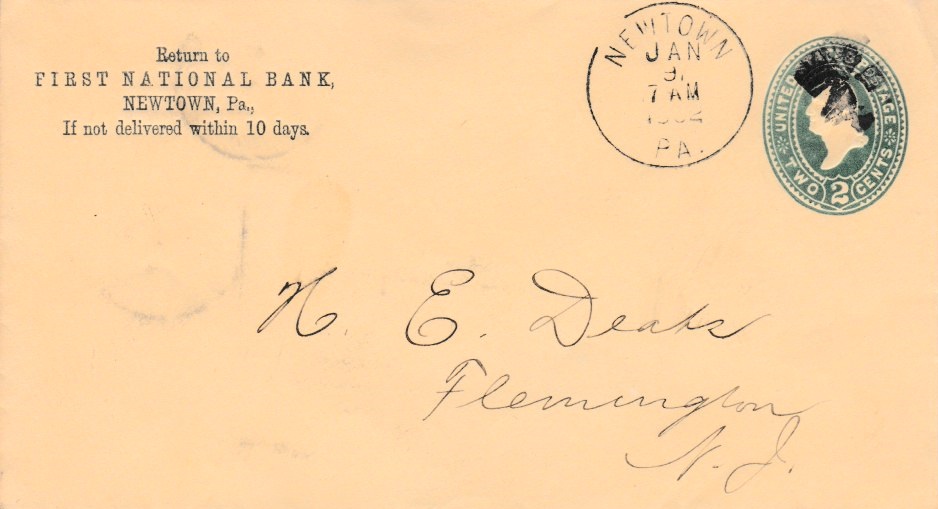 Return to
FIRST NATIONAL BANK,
NEWTOWN, Pa.,
If not delivered within 10 days.
NEWTOWN
JAN
9
7 AM
PA.
UNITED STATES POSTAGE
TWO 2 CENTS
H. E. Deats
Flemington
N. J.